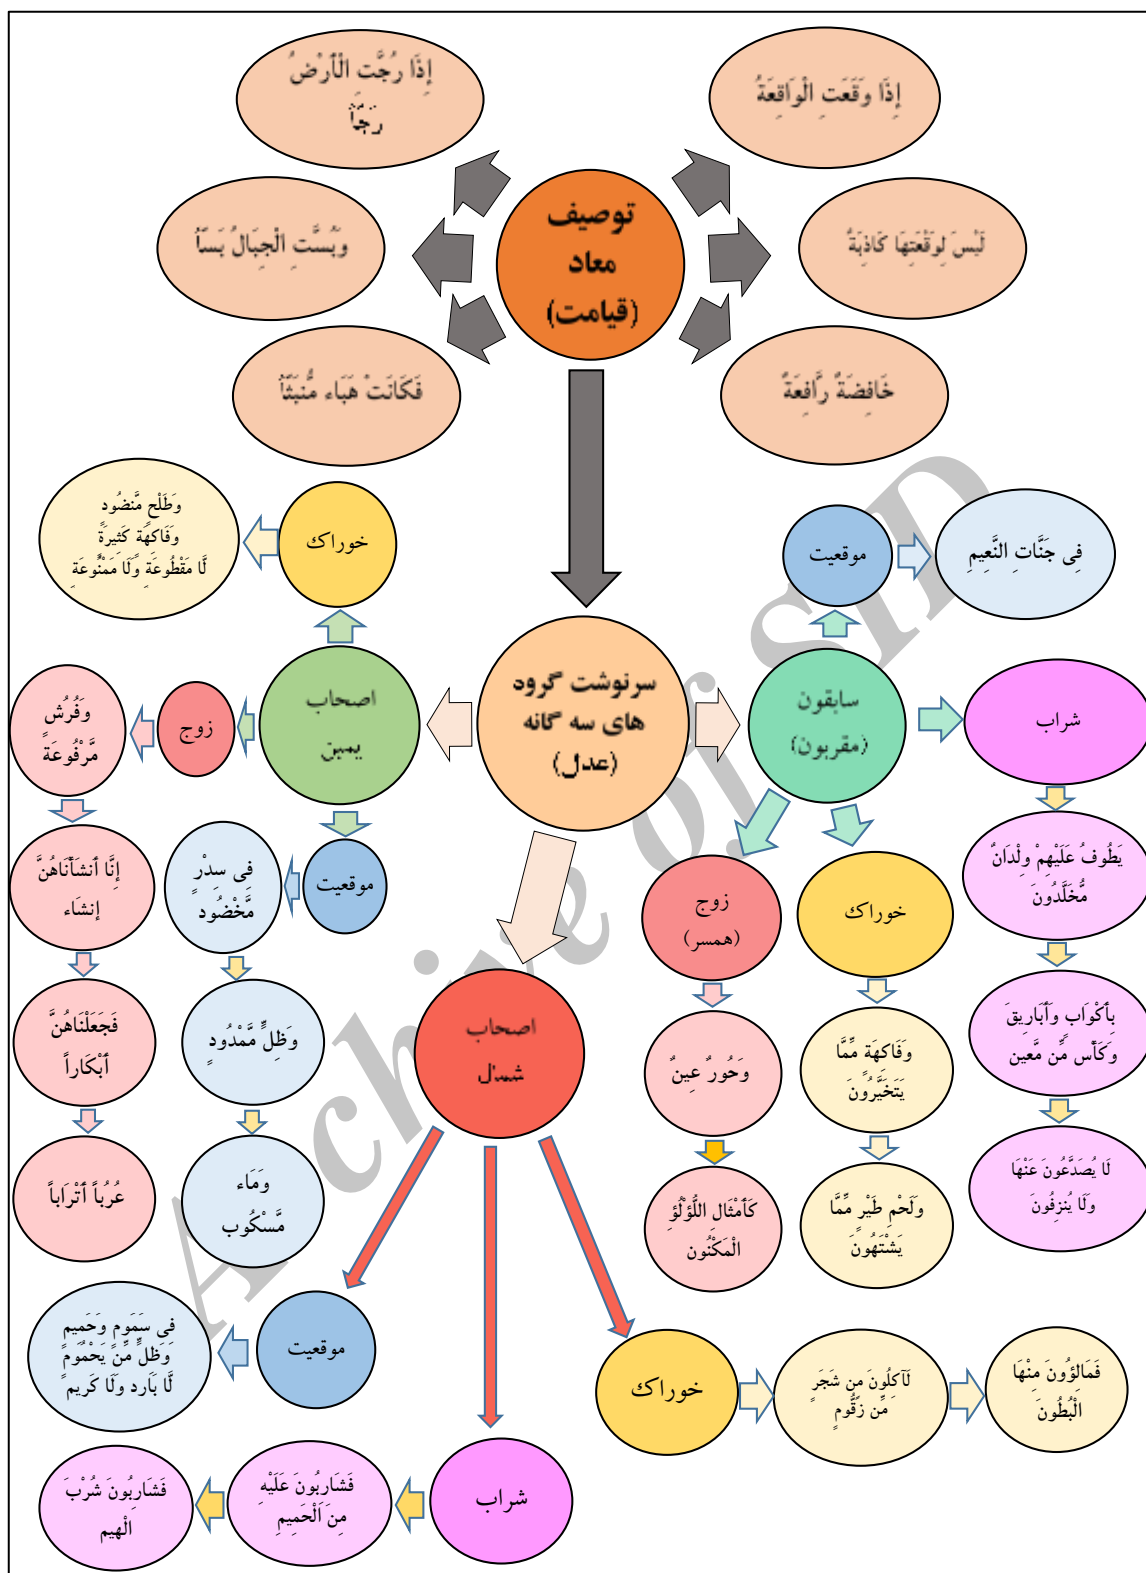 إِذَا وَقَعَتِ الْوَاقِعَةُ
إِذَا رُجَّتِ الْأَرْضُ
رَجّاً
توصیف
معاد
(قیامت)
لَيْسَ لِوَقْعَتِهَا كَاذِبَةٌ
وَبُسَّتِ الْجِبَالُ بَسّاً
خَافِضَةٌ رَّافِعَةٌ
فَكَانَتْ هَبَاء مُّنبَثّاً
موقعیت
فِی جَنَّاتِ النَّعِیمِ
خوراک
وَطَلْحٍ مَّنضُودٍ
وَفَاكِهَةٍ كَثِيرَةٍ
لَّا مَقْطُوعَةٍ وَلَا مَمْنُوعَةٍ
سرنوشت گروه
های سه گانه
(عدل)
سابقون
(مقربون)
شراب
يَطُوفُ عَلَيْهِمْ وِلْدَانٌ
مُّخَلَّدُونَ
بِأَكْوَابٍ وَأَبَارِيقَ
وَكَأْسٍ مِّن مَّعِينٍ
لَا يُصَدَّعُونَ عَنْهَا
وَلَا يُنزِفُونَ
خوراک
وَفَاكِهَةٍ مِّمَّا
يَتَخَيَّرُونَ
وَلَحْمِ طَيْرٍ مِّمَّا
يَشْتَهُونَ
زوج
(همسر)
وَحُورٌ عِينٌ
كَأَمْثَالِ اللُّؤْلُؤِ
الْمَكْنُونِ
اصحاب
یمین
زوج
وَفُرُشٍ
مَّرْفُوعَةٍ
إِنَّا أَنشَأْنَاهُنَّ
إِنشَاء
فَجَعَلْنَاهُنَّ
أَبْكَاراً
عُرُباً أَتْرَاباً
موقعیت
فِی سِدْرٍ
مَّخْضُودٍ
وَظِلٍّ مَّمْدُودٍ
وَمَاء
مَّسْكُوبٍ
اصحاب
شمال
موقعیت
فِی سَمُومٍ وَحَمِیمٍ
وَظِلٍّ مِّن يَحْمُومٍ
لَّا بَارِدٍ وَلَا كَرِيمٍ
خوراک
لَآكِلُونَ مِن شَجَرٍ
مِّن زَقُّومٍ
فَمَالِؤُونَ مِنْهَا
الْبُطُونَ
شراب
فَشَارِبُونَ عَلَيْهِ
مِنَ الْحَمِيمِ
فَشَارِبُونَ شُرْبَ
الْهِيمِ
Archive of SID